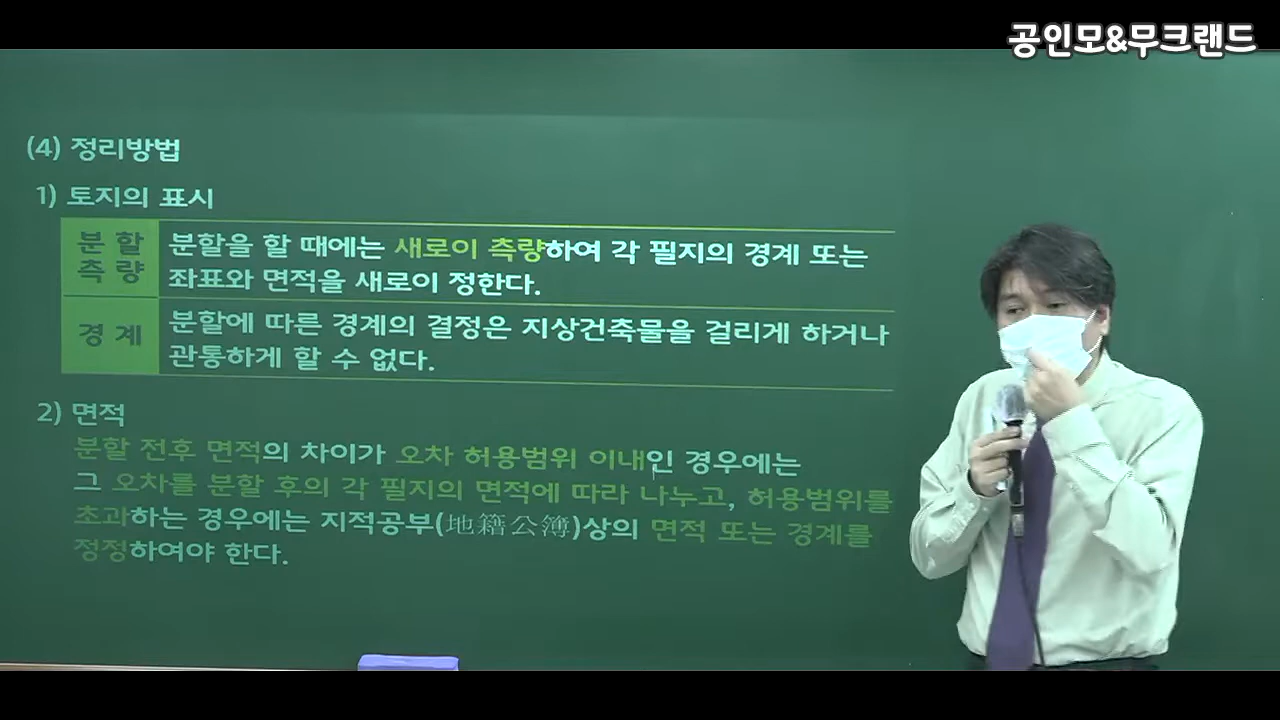 공인모&무크랜드
(4) 정리방법
1) 토지의 표시
분 할
측 량
분할을 할 때에는 새로이 측량하여 각 필지의 경계 또는
좌표와 면적을 새로이 정한다.
경 계
분할에 따른 경계의 결정은 지상건축물을 걸리게 하거나
관통하게 할 수 없다.
2) 면적
분할 전후 면적의 차이가 오차 허용범위 이내인 경우에는
그 오차를 분할 후의 각 필지의 면적에 따라 나누고, 허용범위를
초과하는 경우에는 지적공부(地籍公簿)상의 면적 또는 경계를
정정하여야 한다.